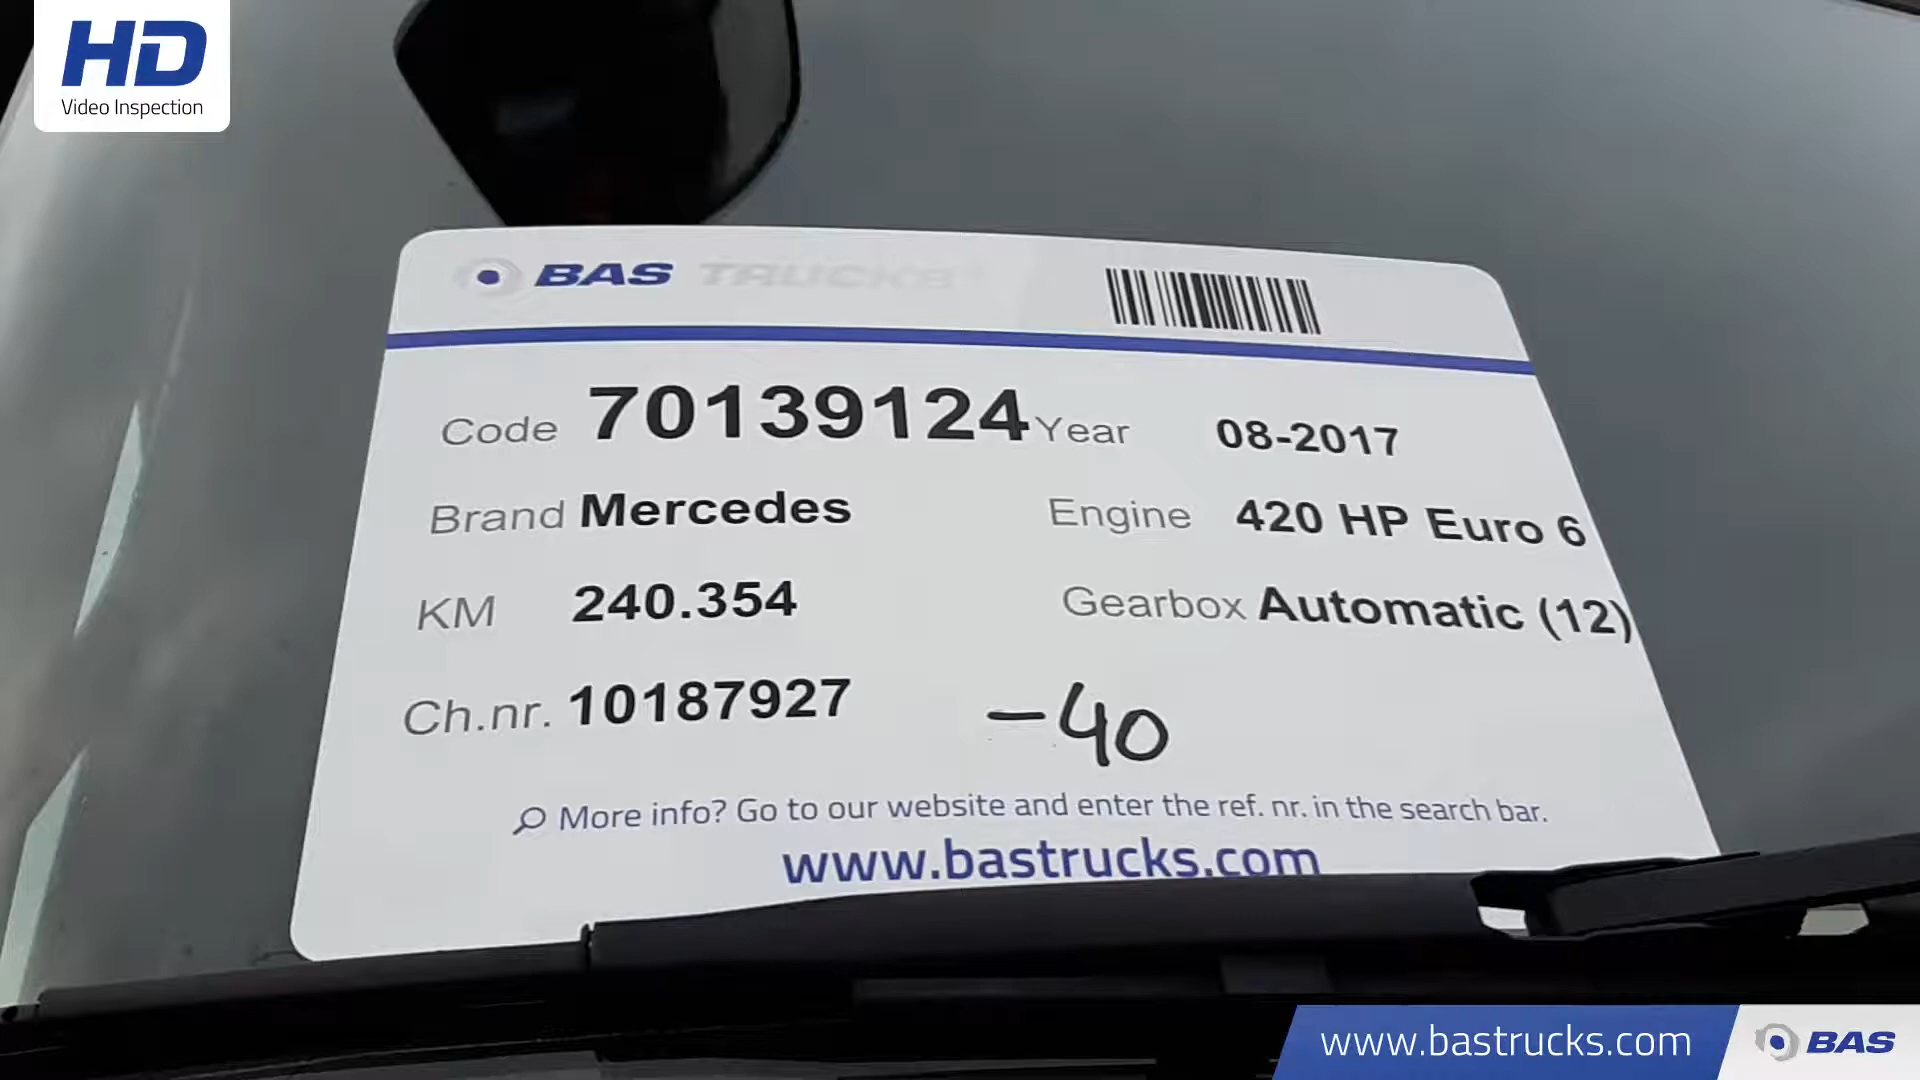 HD
Video Inspection
BAS TRUCKS
Code 70139124 Year 08-2017
Brand Mercedes Engine 420 HP Euro 6
KM 240.354 Gearbox Automatic (12)
Ch.nr. 10187927 -40
More info? Go to our website and enter the ref. nr. in the search bar.
www.bastrucks.com
www.bastrucks.com BAS